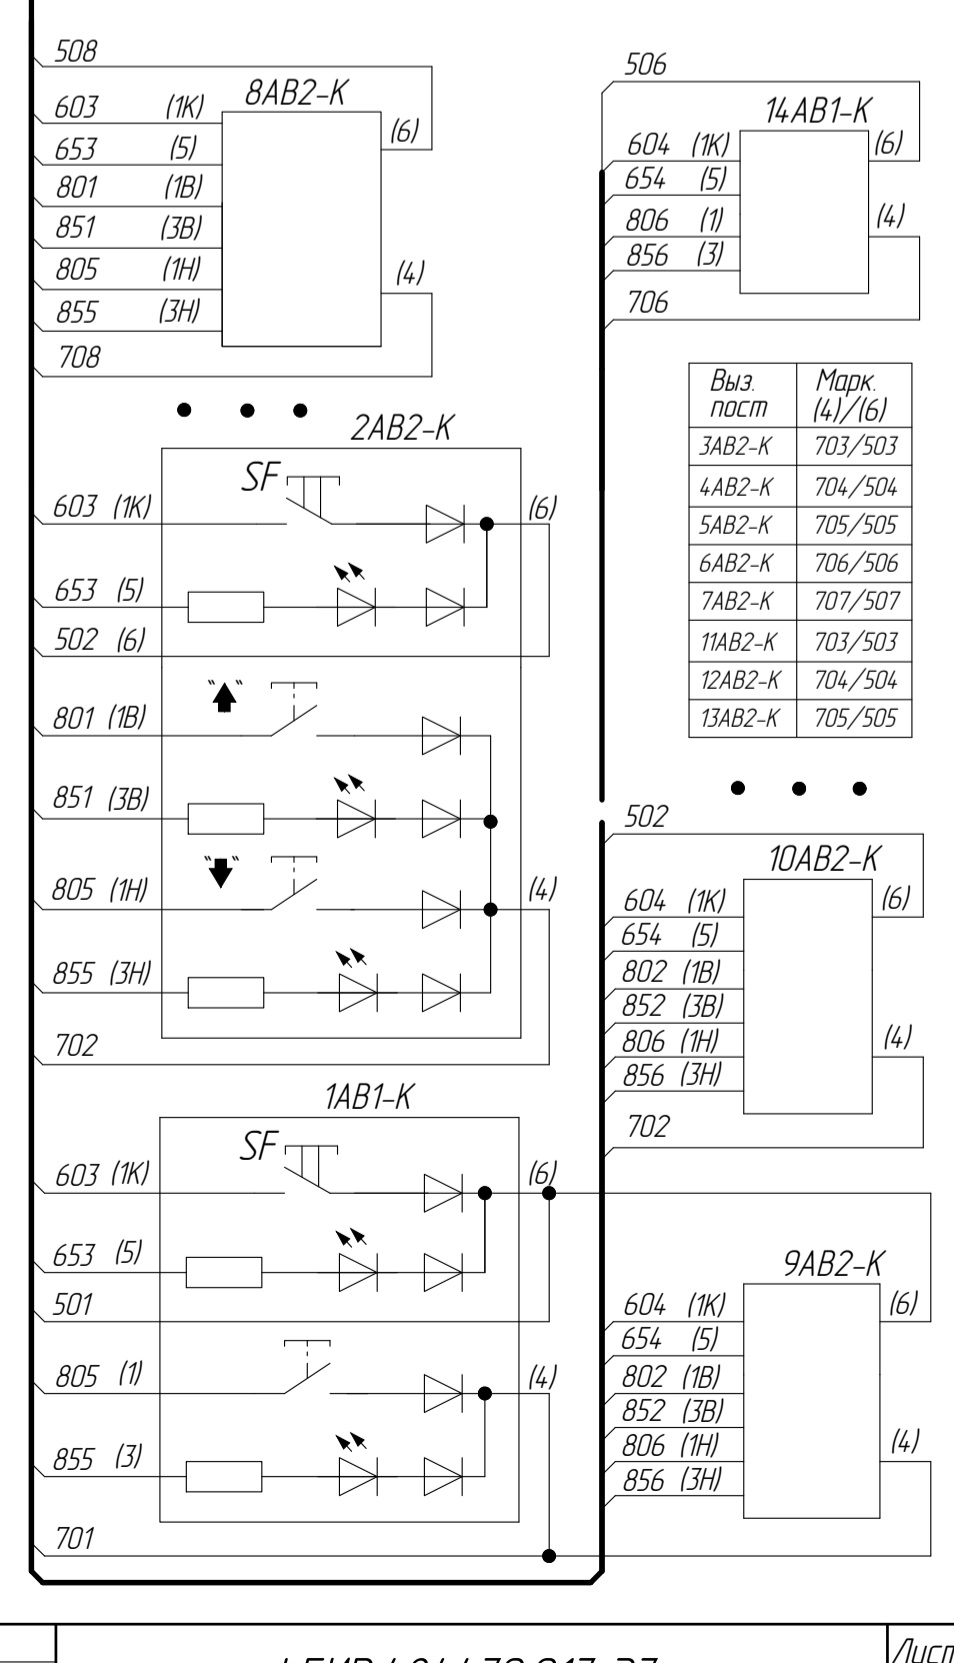 508
8АВ2-К
603 (1К)
(6)
653 (5)
801 (1В)
851 (3В)
805 (1Н)
(4)
855 (3Н)
708
2АВ2-К
SF
603 (1К)
(6)
653 (5)
502 (6)
"⬆"
801 (1В)
851 (3В)
"⬇"
805 (1Н)
(4)
855 (3Н)
702
1АВ1-К
SF
603 (1К)
(6)
653 (5)
501
805 (1)
(4)
855 (3)
701
506
14АВ1-К
604 (1К)
(6)
654 (5)
806 (1)
(4)
856 (3)
706
Выз. пост Марк. (4)/(6)
3АВ2-К 703/503
4АВ2-К 704/504
5АВ2-К 705/505
6АВ2-К 706/506
7АВ2-К 707/507
11АВ2-К 703/503
12АВ2-К 704/504
13АВ2-К 705/505
502
10АВ2-К
604 (1К)
(6)
654 (5)
802 (1В)
852 (3В)
806 (1Н)
(4)
856 (3Н)
702
9АВ2-К
604 (1К)
(6)
654 (5)
802 (1В)
852 (3В)
806 (1Н)
(4)
856 (3Н)
Лист